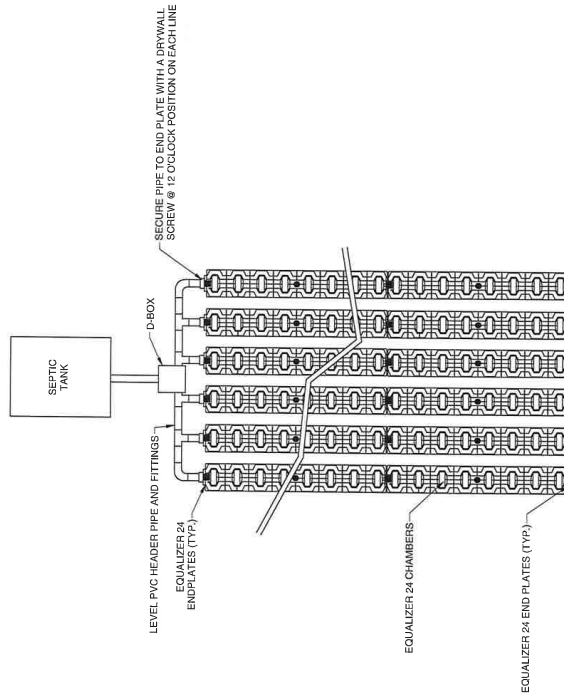 SEPTIC
TANK
D-BOX
SECURE PIPE TO END PLATE WITH A DRYWALL
SCREW @ 12 O'CLOCK POSITION ON EACH LINE
LEVEL PVC HEADER PIPE AND FITTINGS
EQUALIZER 24
ENDPLATES (TYP.)
EQUALIZER 24 CHAMBERS
EQUALIZER 24 END PLATES (TYP.)